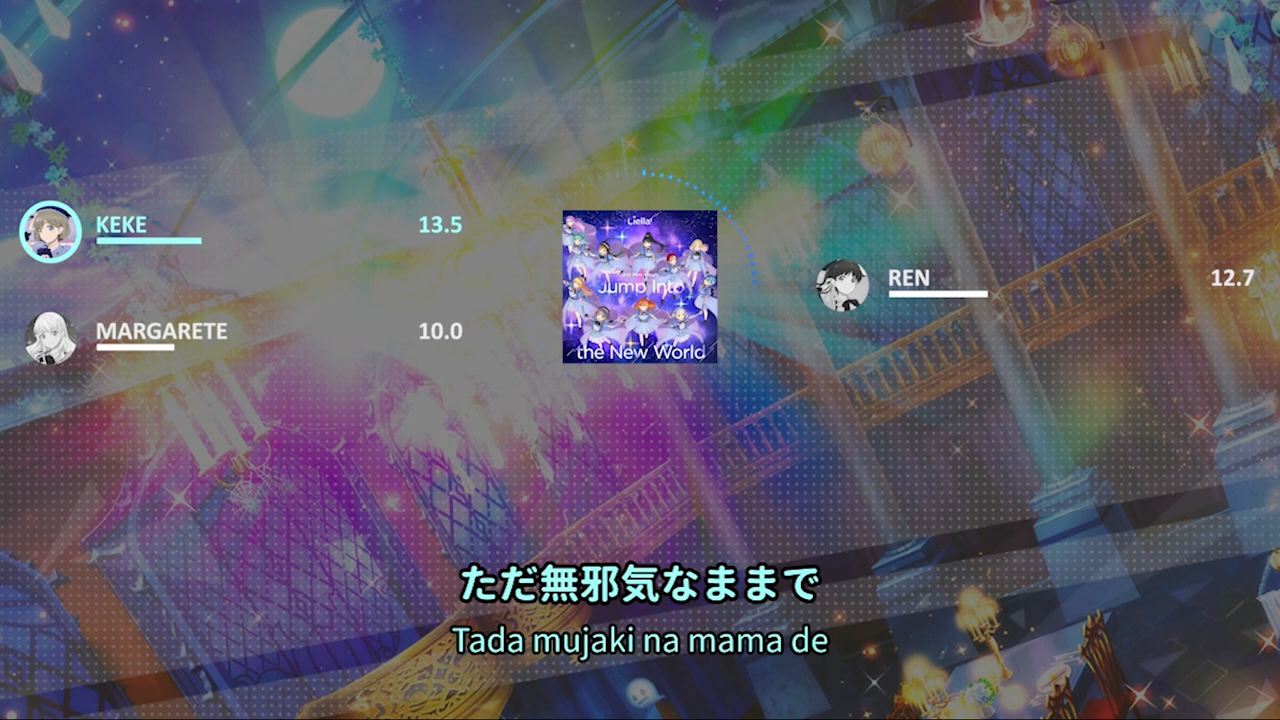 KEKE 13.5
MARGARETE 10.0
Liella!
Jump Into
the New World
REN 12.7
ただ無邪気なままで
Tada mujaki na mama de